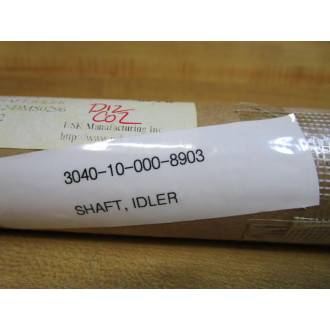 D12
C02
USK Manufacturing Inc
http://
3040-10-000-8903
SHAFT, IDLER